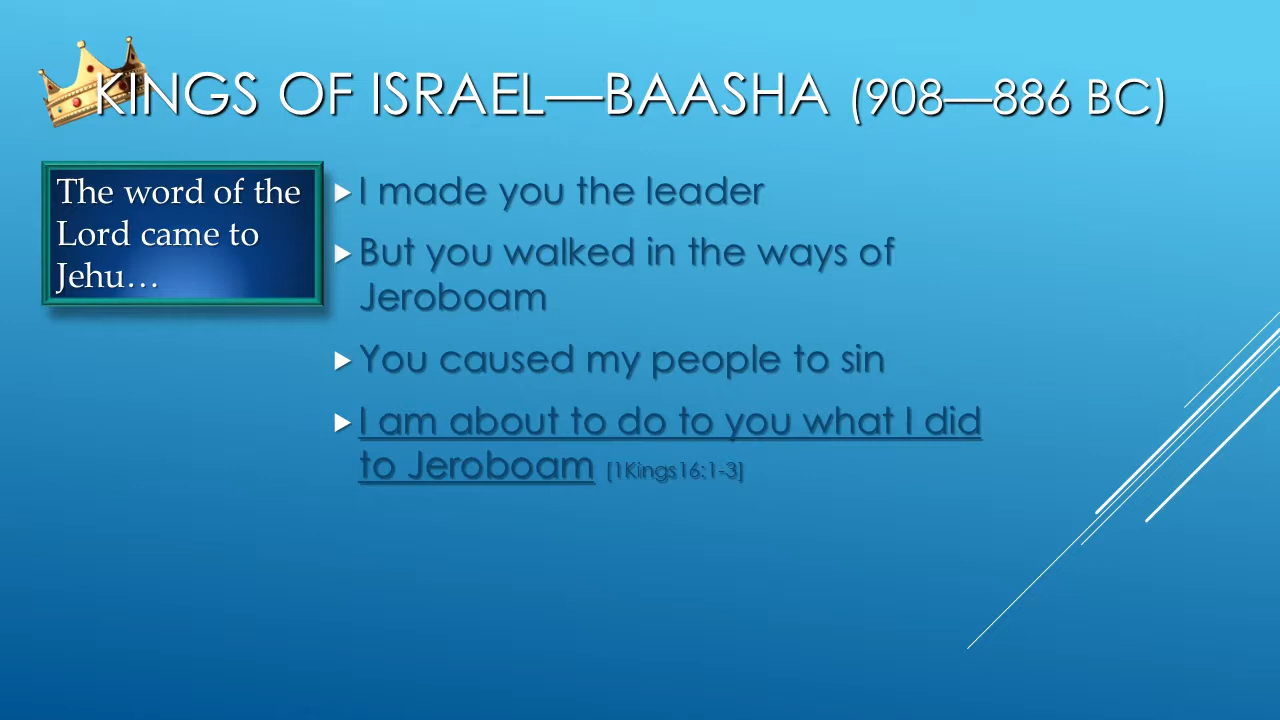 KINGS OF ISRAEL—BAASHA (908—886 BC)
The word of the
Lord came to
Jehu…
I made you the leader
But you walked in the ways of
Jeroboam
You caused my people to sin
I am about to do to you what I did
to Jeroboam [1Kings16:1-3]